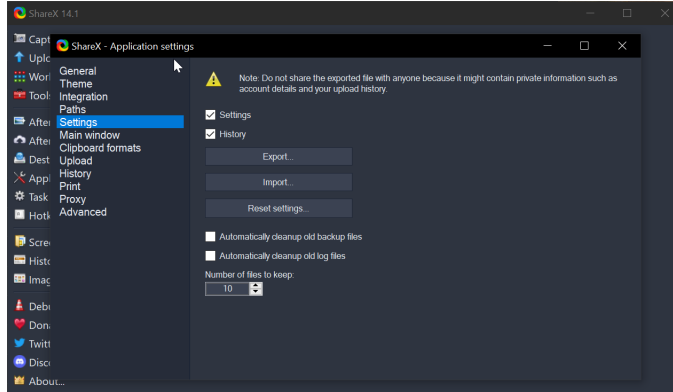 ShareX 14.1
ShareX - Application settings
Capt
Uplo
Wor
Tools
After
After
Dest
Appl
Task
Hotk
Scree
Histo
Imag
Debu
Dona
Twitt
Disco
About...
General
Theme
Integration
Paths
Settings
Main window
Clipboard formats
Upload
History
Print
Proxy
Advanced
Note: Do not share the exported file with anyone because it might contain private information such as
account details and your upload history.
Settings
History
Export...
Import...
Reset settings...
Automatically cleanup old backup files
Automatically cleanup old log files
Number of files to keep:
10